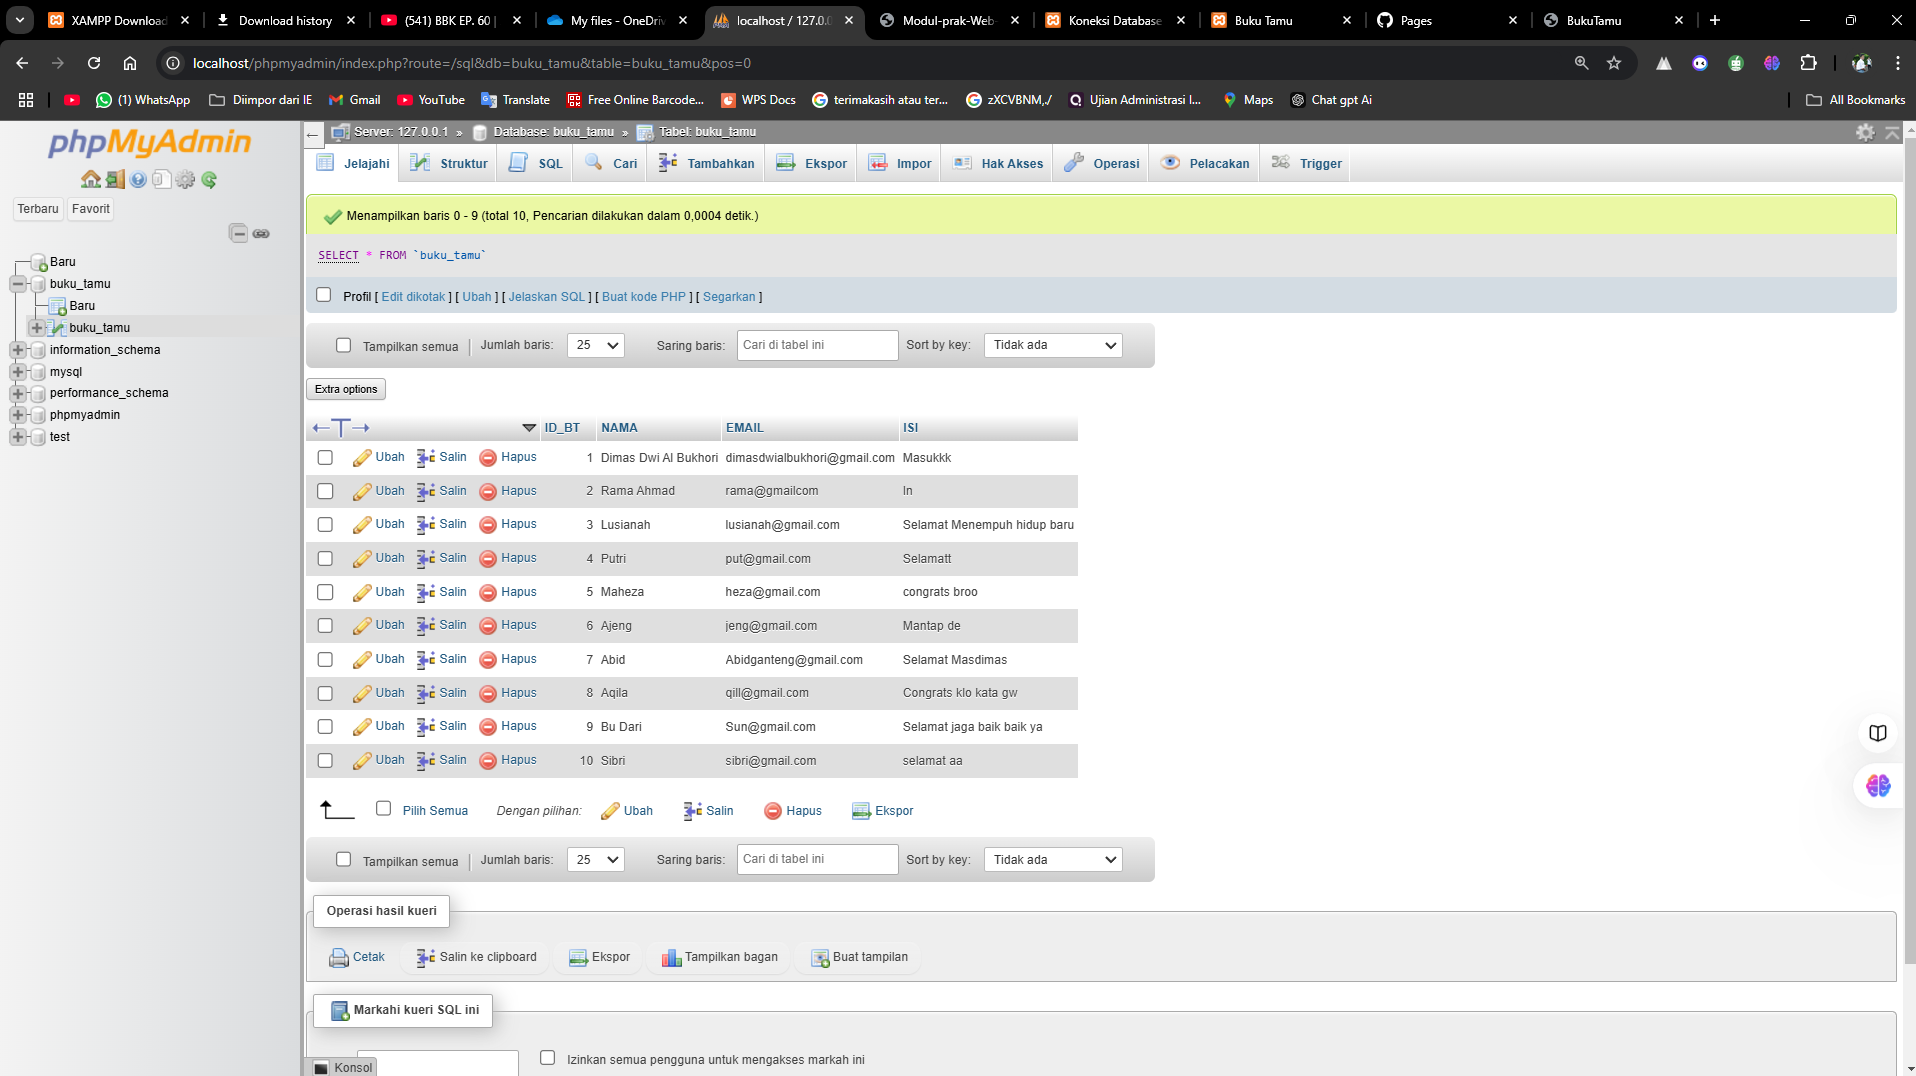 XAMPP Download
Download history
(541) BBK EP. 60 |
My files - OneDriv
localhost / 127.0.0
Modul-prak-Web-
Koneksi Database
Buku Tamu
Pages
BukuTamu
localhost/phpmyadmin/index.php?route=/sql&db=buku_tamu&table=buku_tamu&pos=0
(1) WhatsApp
Diimpor dari IE
Gmail
YouTube
Translate
Free Online Barcode...
WPS Docs
terimakasih atau ter...
zXCVBNM,./
Ujian Administrasi I...
Maps
Chat gpt Ai
All Bookmarks
phpMyAdmin
Terbaru
Favorit
Baru
buku_tamu
Baru
buku_tamu
information_schema
mysql
performance_schema
phpmyadmin
test
Server: 127.0.0.1 » Database: buku_tamu » Tabel: buku_tamu
Jelajahi Struktur SQL Cari Tambahkan Ekspor Impor Hak Akses Operasi Pelacakan Trigger
Menampilkan baris 0 - 9 (total 10, Pencarian dilakukan dalam 0,0004 detik.)
SELECT * FROM `buku_tamu`
Profil [ Edit dikotak ] [ Ubah ] [ Jelaskan SQL ] [ Buat kode PHP ] [ Segarkan ]
Tampilkan semua | Jumlah baris: 25 Saring baris: Cari di tabel ini Sort by key: Tidak ada
Extra options
←T→ ID_BT NAMA EMAIL ISI
Ubah Salin Hapus 1 Dimas Dwi Al Bukhori dimasdwialbukhori@gmail.com Masukkk
Ubah Salin Hapus 2 Rama Ahmad rama@gmailcom In
Ubah Salin Hapus 3 Lusianah lusianah@gmail.com Selamat Menempuh hidup baru
Ubah Salin Hapus 4 Putri put@gmail.com Selamatt
Ubah Salin Hapus 5 Maheza heza@gmail.com congrats broo
Ubah Salin Hapus 6 Ajeng jeng@gmail.com Mantap de
Ubah Salin Hapus 7 Abid Abidganteng@gmail.com Selamat Masdimas
Ubah Salin Hapus 8 Aqila qill@gmail.com Congrats klo kata gw
Ubah Salin Hapus 9 Bu Dari Sun@gmail.com Selamat jaga baik baik ya
Ubah Salin Hapus 10 Sibri sibri@gmail.com selamat aa
Pilih Semua Dengan pilihan: Ubah Salin Hapus Ekspor
Tampilkan semua | Jumlah baris: 25 Saring baris: Cari di tabel ini Sort by key: Tidak ada
Operasi hasil kueri
Cetak Salin ke clipboard Ekspor Tampilkan bagan Buat tampilan
Markahi kueri SQL ini
Izinkan semua pengguna untuk mengakses markah ini
Konsol